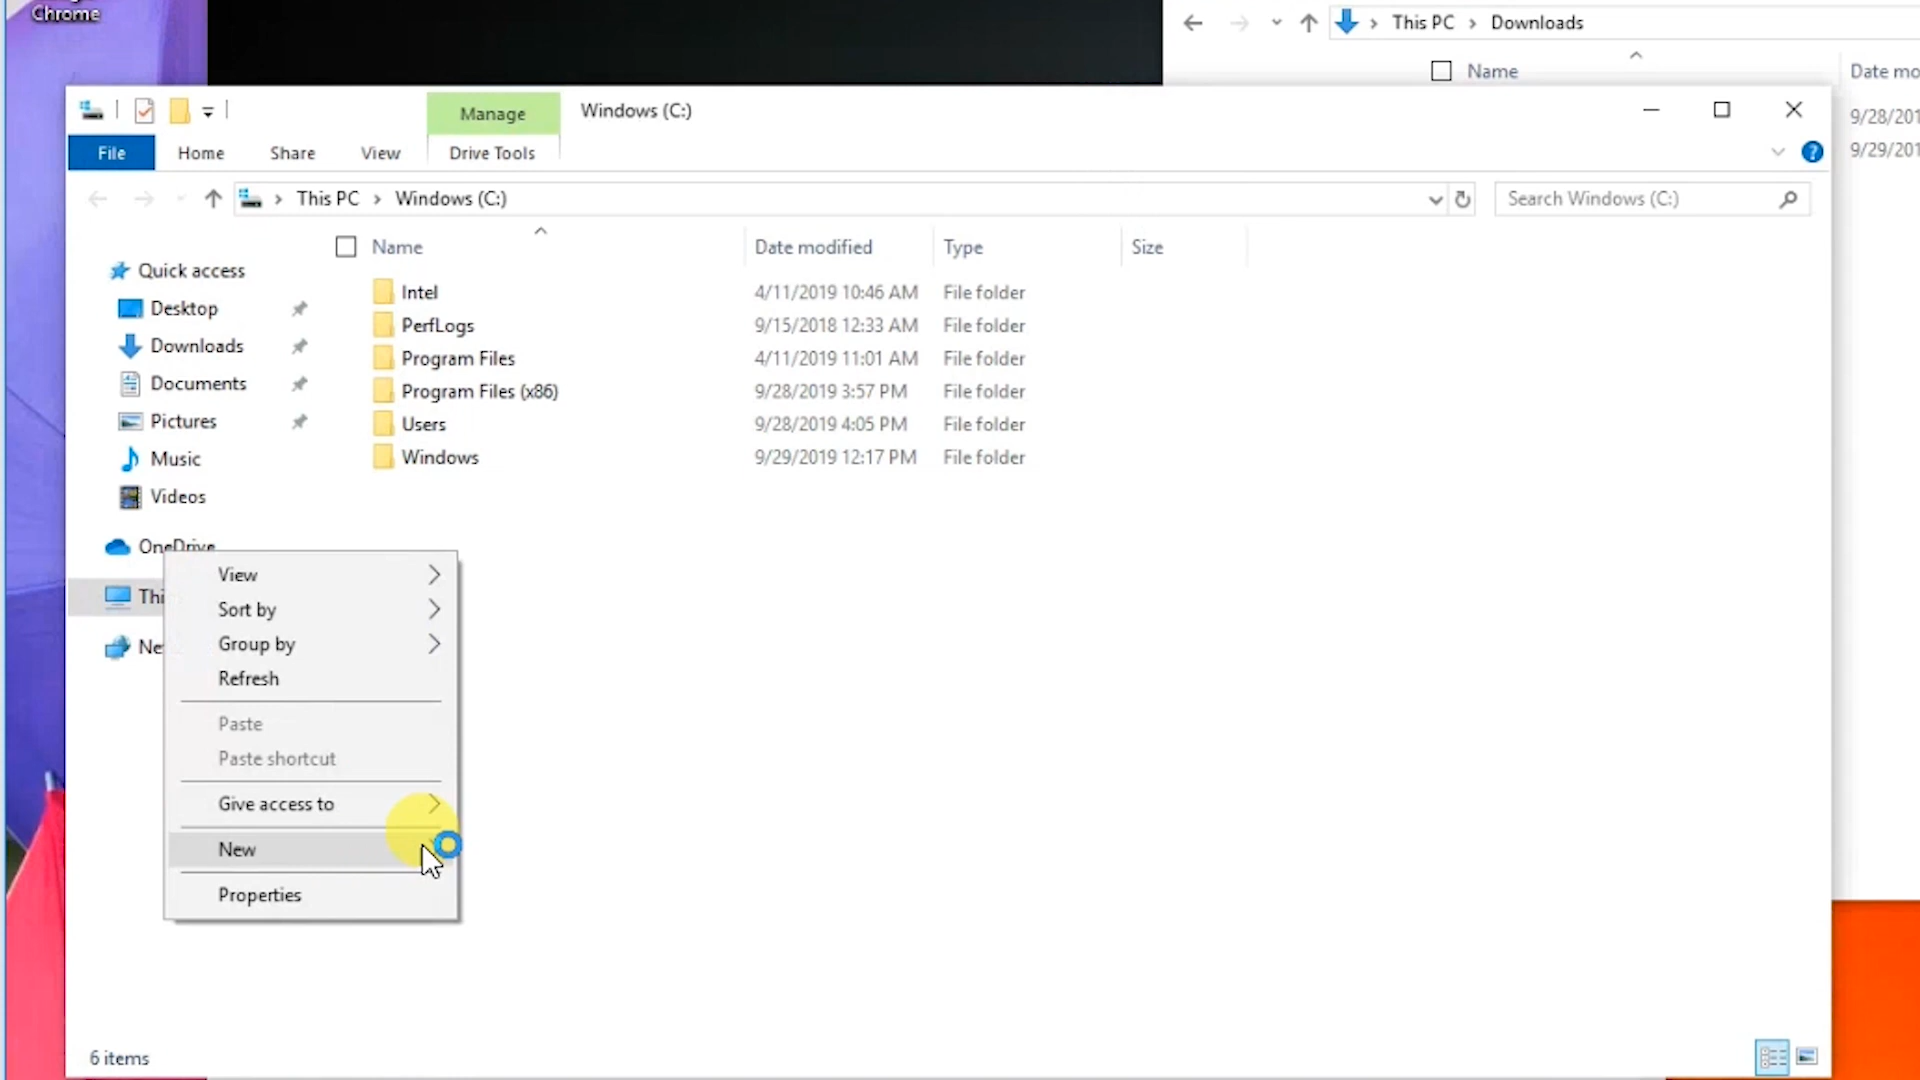 Chrome
This PC > Downloads
Name
Date mo
9/28/201
9/29/201
Manage
Windows (C:)
File
Home
Share
View
Drive Tools
This PC > Windows (C:)
Search Windows (C:)
Name
Date modified
Type
Size
Quick access
Desktop
Downloads
Documents
Pictures
Music
Videos
OneDrive
Thi
Ne
Intel 4/11/2019 10:46 AM File folder
PerfLogs 9/15/2018 12:33 AM File folder
Program Files 4/11/2019 11:01 AM File folder
Program Files (x86) 9/28/2019 3:57 PM File folder
Users 9/28/2019 4:05 PM File folder
Windows 9/29/2019 12:17 PM File folder
View
Sort by
Group by
Refresh
Paste
Paste shortcut
Give access to
New
Properties
6 items